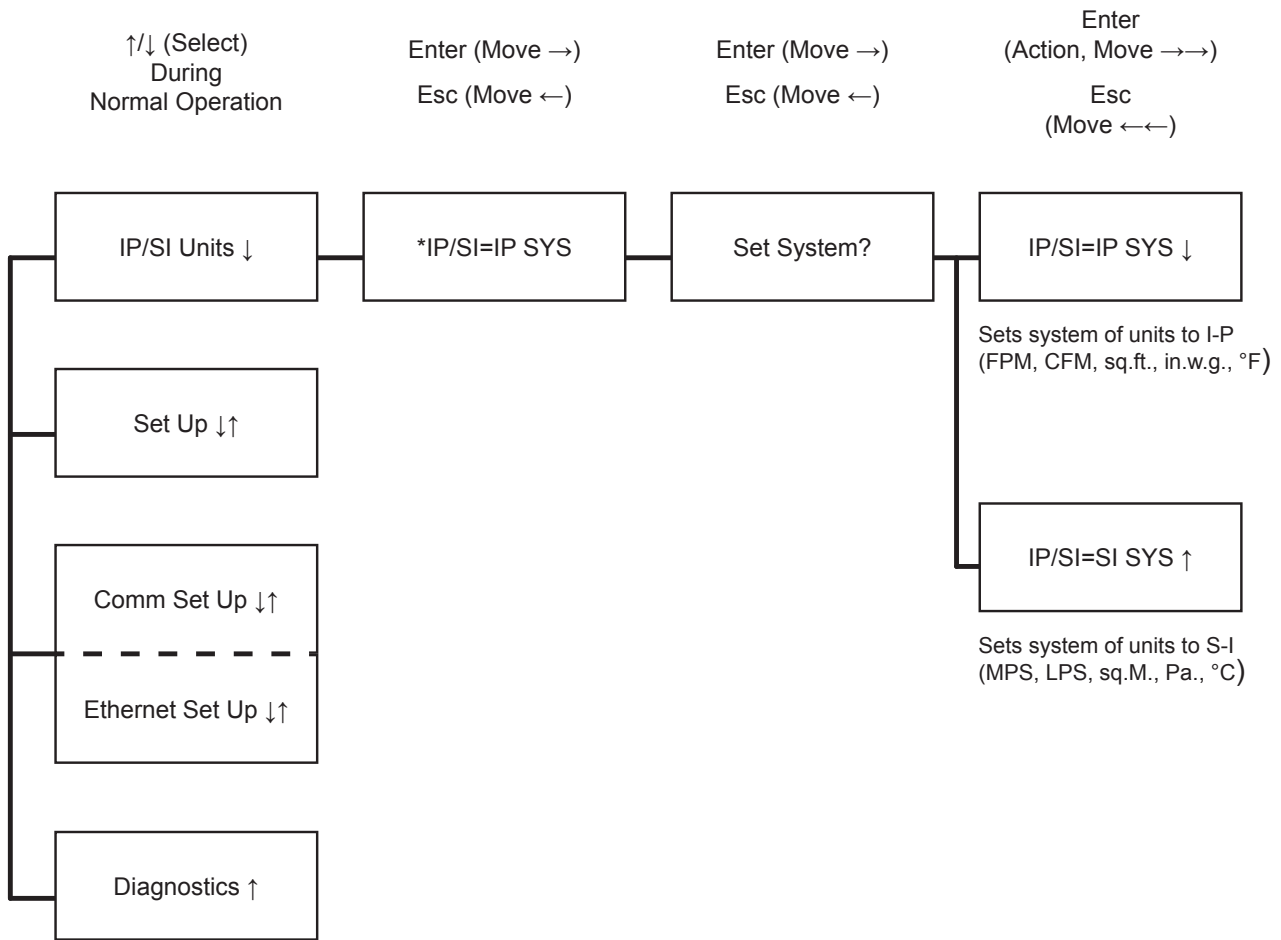 ↑/↓ (Select)
During
Normal Operation
Enter (Move →)
Esc (Move ←)
Enter (Move →)
Esc (Move ←)
Enter
(Action, Move →→)
Esc
(Move ←←)
IP/SI Units ↓
*IP/SI=IP SYS
Set System?
IP/SI=IP SYS ↓
Sets system of units to I-P
(FPM, CFM, sq.ft., in.w.g., °F)
Set Up ↓↑
IP/SI=SI SYS ↑
Sets system of units to S-I
(MPS, LPS, sq.M., Pa., °C)
Comm Set Up ↓↑
Ethernet Set Up ↓↑
Diagnostics ↑